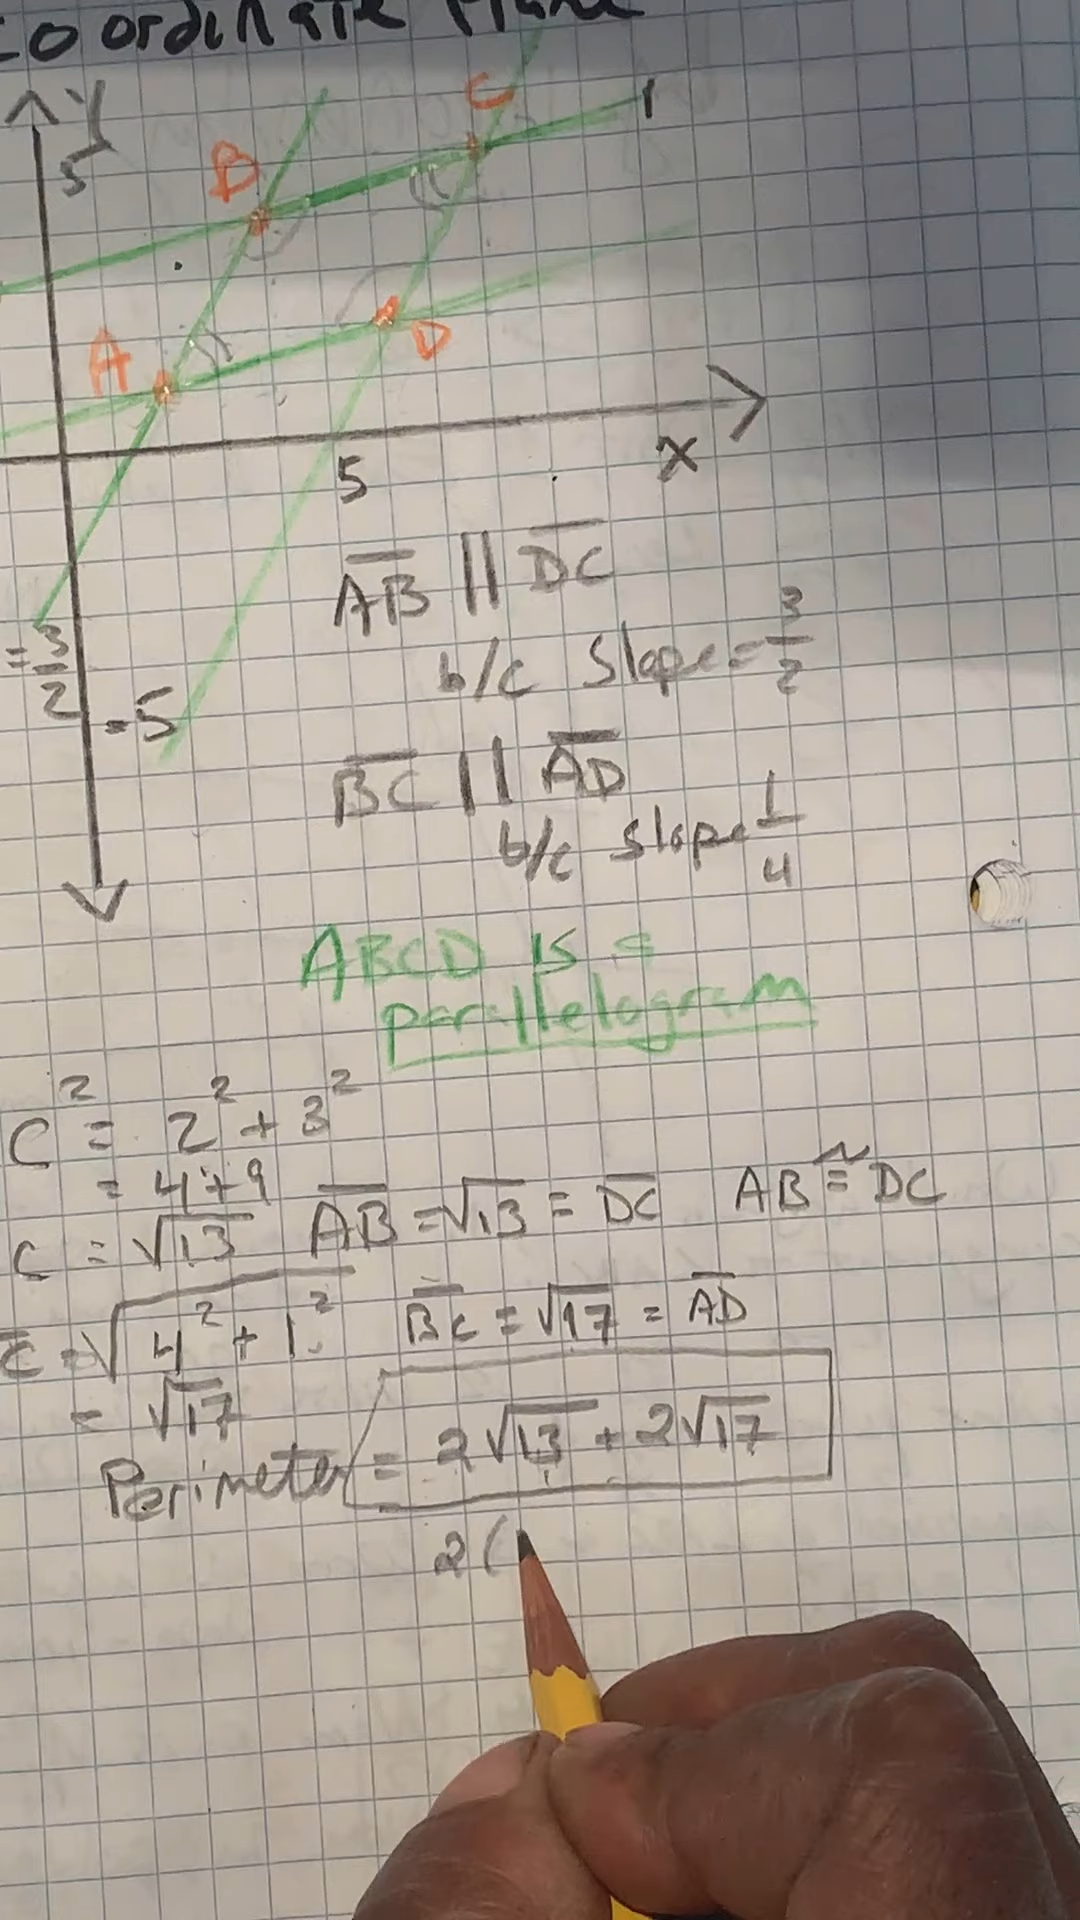 Coordinate Plane
y
5
B
C
A
D
x
5
AB || DC
= 3/2
b/c Slope = 3/2
-5
BC || AD
b/c slope 1/4
ABCD is a
parallelogram
C² = 2² + 3²
= 4 + 9
C = √13
AB = √13 = DC
AB ≅ DC
C = √4² + 1²
BC = √17 = AD
= √17
Perimeter = 2√13 + 2√17
2(